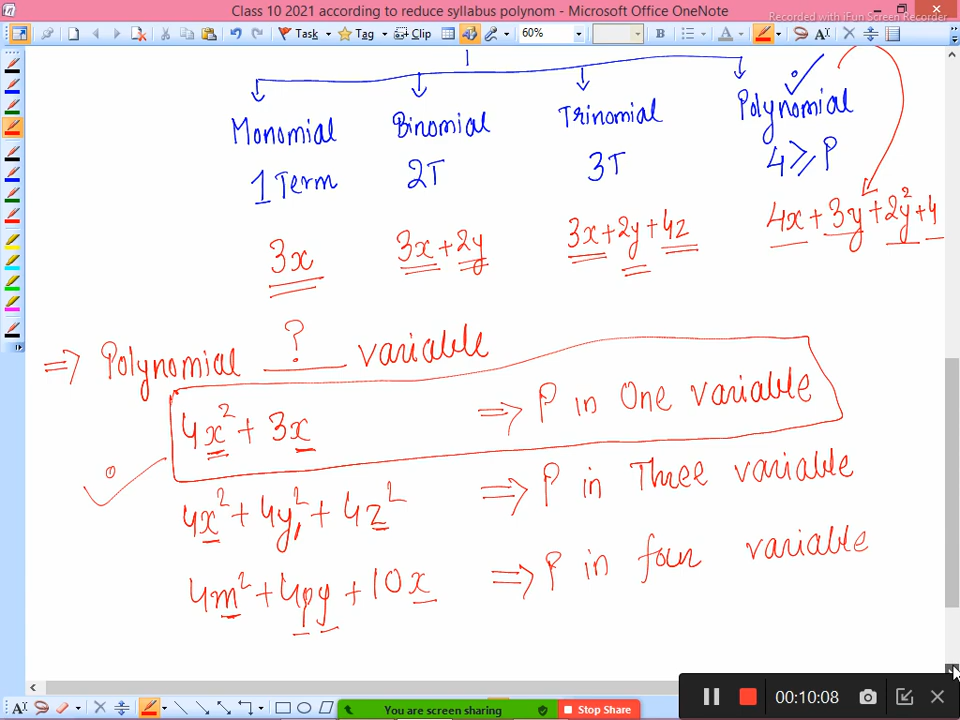 Class 10 2021 according to reduce syllabus polynom - Microsoft Office OneNote
Recorded with iFun Screen Recorder
Task Tag Clip 60% B A
Monomial Binomial Trinomial Polynomial
1 Term 2T 3T 4 ⩾ P
3x 3x + 2y 3x + 2y + 4z 4x + 3y + 2y² + 4
⇒ Polynomial ? variable
4x² + 3x ⇒ P in One variable
4x² + 4y² + 4z² ⇒ P in Three variable
4m² + 4py + 10x ⇒ P in four variable
You are screen sharing Stop Share
00:10:08